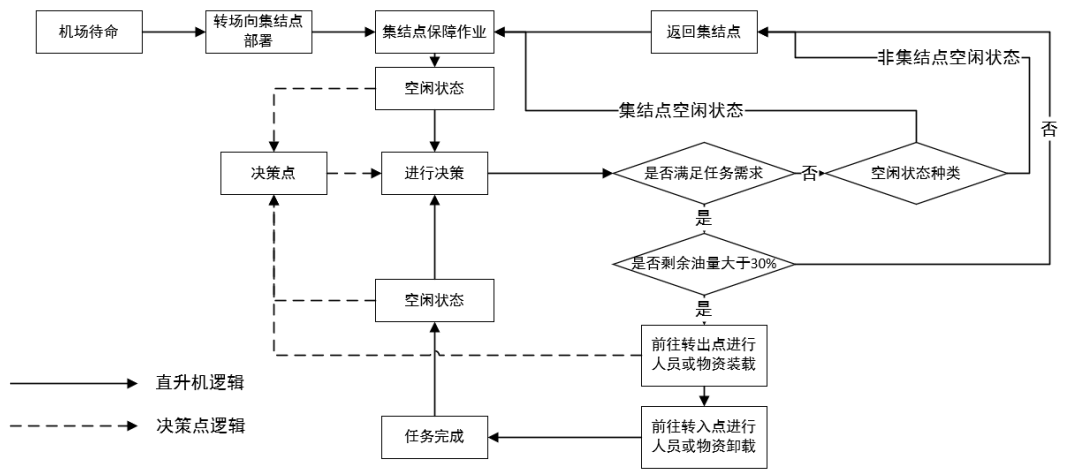 机场待命
转场向集结点
部署
集结点保障作业
返回集结点
非集结点空闲状态
空闲状态
集结点空闲状态
否
决策点
进行决策
是否满足任务需求
否
空闲状态种类
是
是否剩余油量大于30%
空闲状态
是
前往转出点进行
人员或物资装载
直升机逻辑
决策点逻辑
任务完成
前往转入点进行
人员或物资卸载